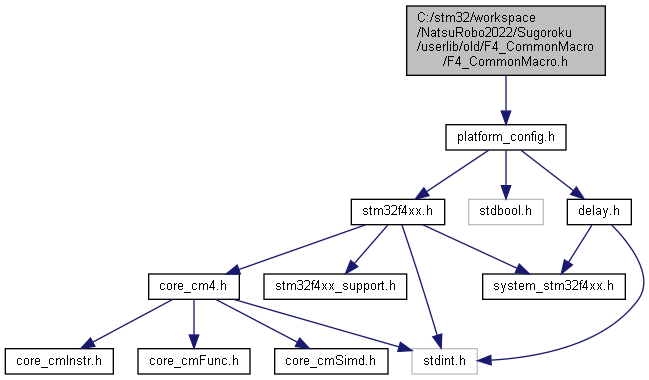 C:/stm32/workspace
/NatsuRobo2022/Sugoroku
/userlib/old/F4_CommonMacro
/F4_CommonMacro.h
platform_config.h
stm32f4xx.h
stdbool.h
delay.h
core_cm4.h
stm32f4xx_support.h
system_stm32f4xx.h
core_cmInstr.h
core_cmFunc.h
core_cmSimd.h
stdint.h